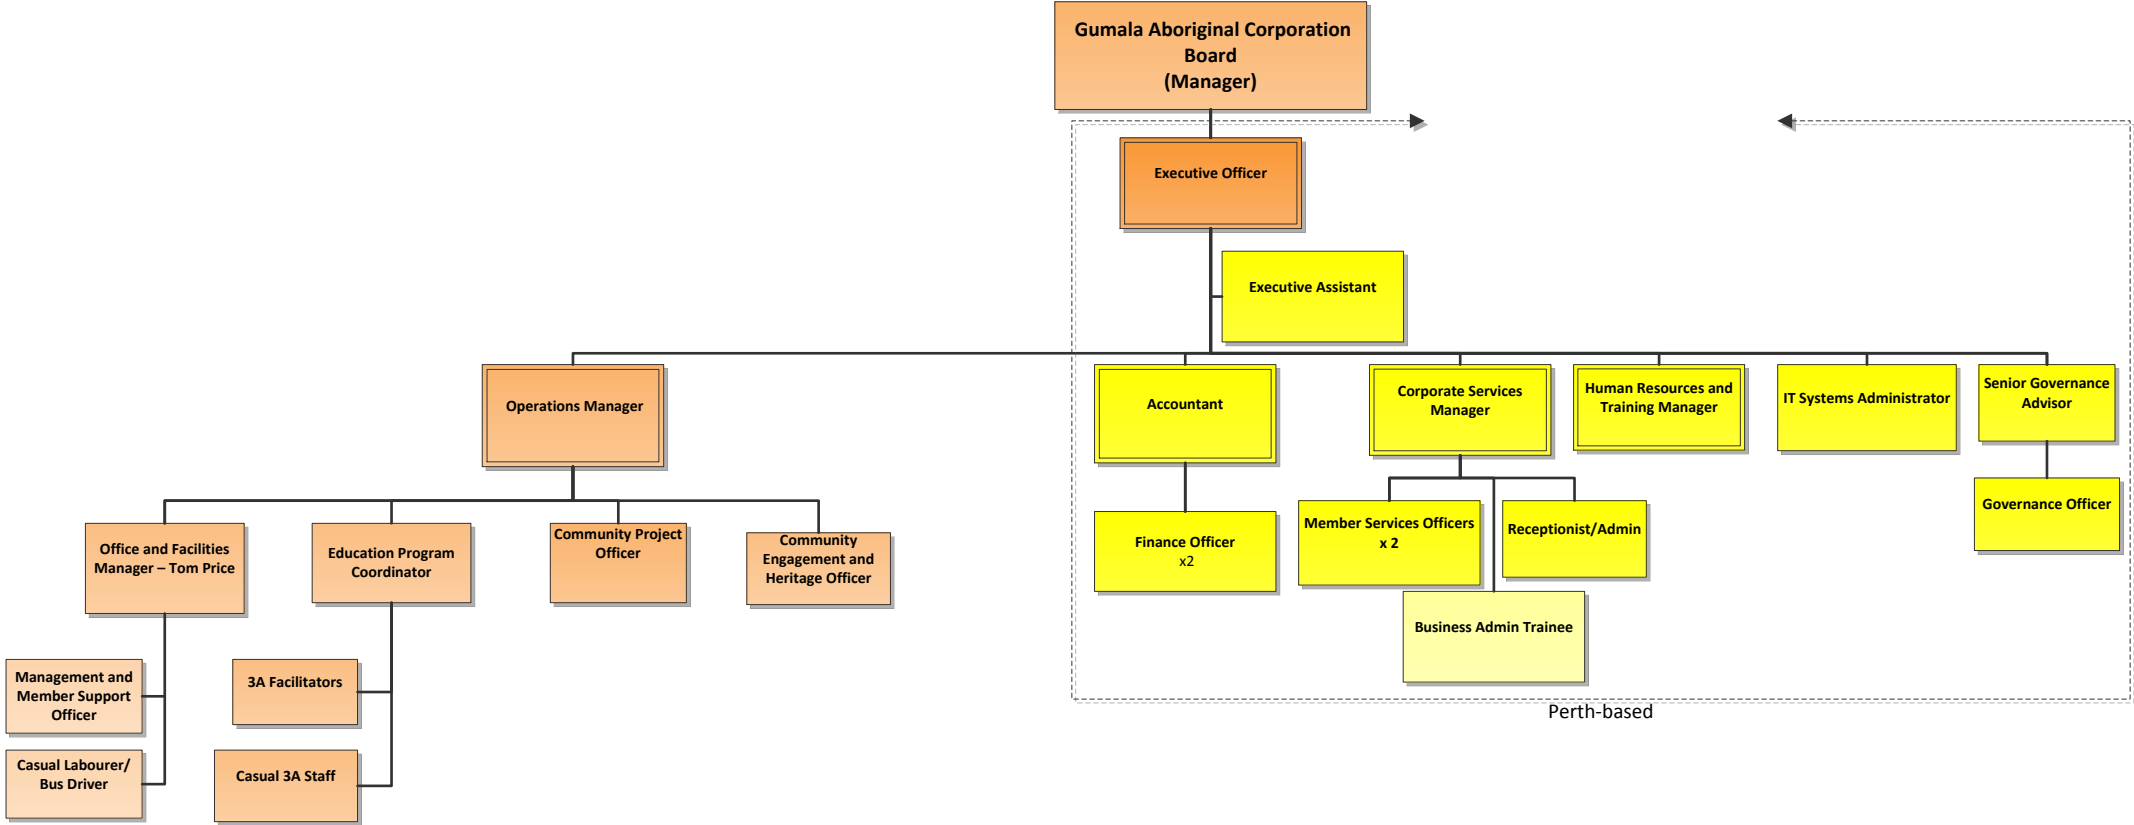 Gumala Aboriginal Corporation
Board
(Manager)
Executive Officer
Executive Assistant
Operations Manager
Accountant
Corporate Services
Manager
Human Resources and
Training Manager
IT Systems Administrator
Senior Governance
Advisor
Office and Facilities
Manager – Tom Price
Education Program
Coordinator
Community Project
Officer
Community
Engagement and
Heritage Officer
Finance Officer
x2
Member Services Officers
x 2
Receptionist/Admin
Governance Officer
Business Admin Trainee
Management and
Member Support
Officer
3A Facilitators
Casual Labourer/
Bus Driver
Casual 3A Staff
Perth-based